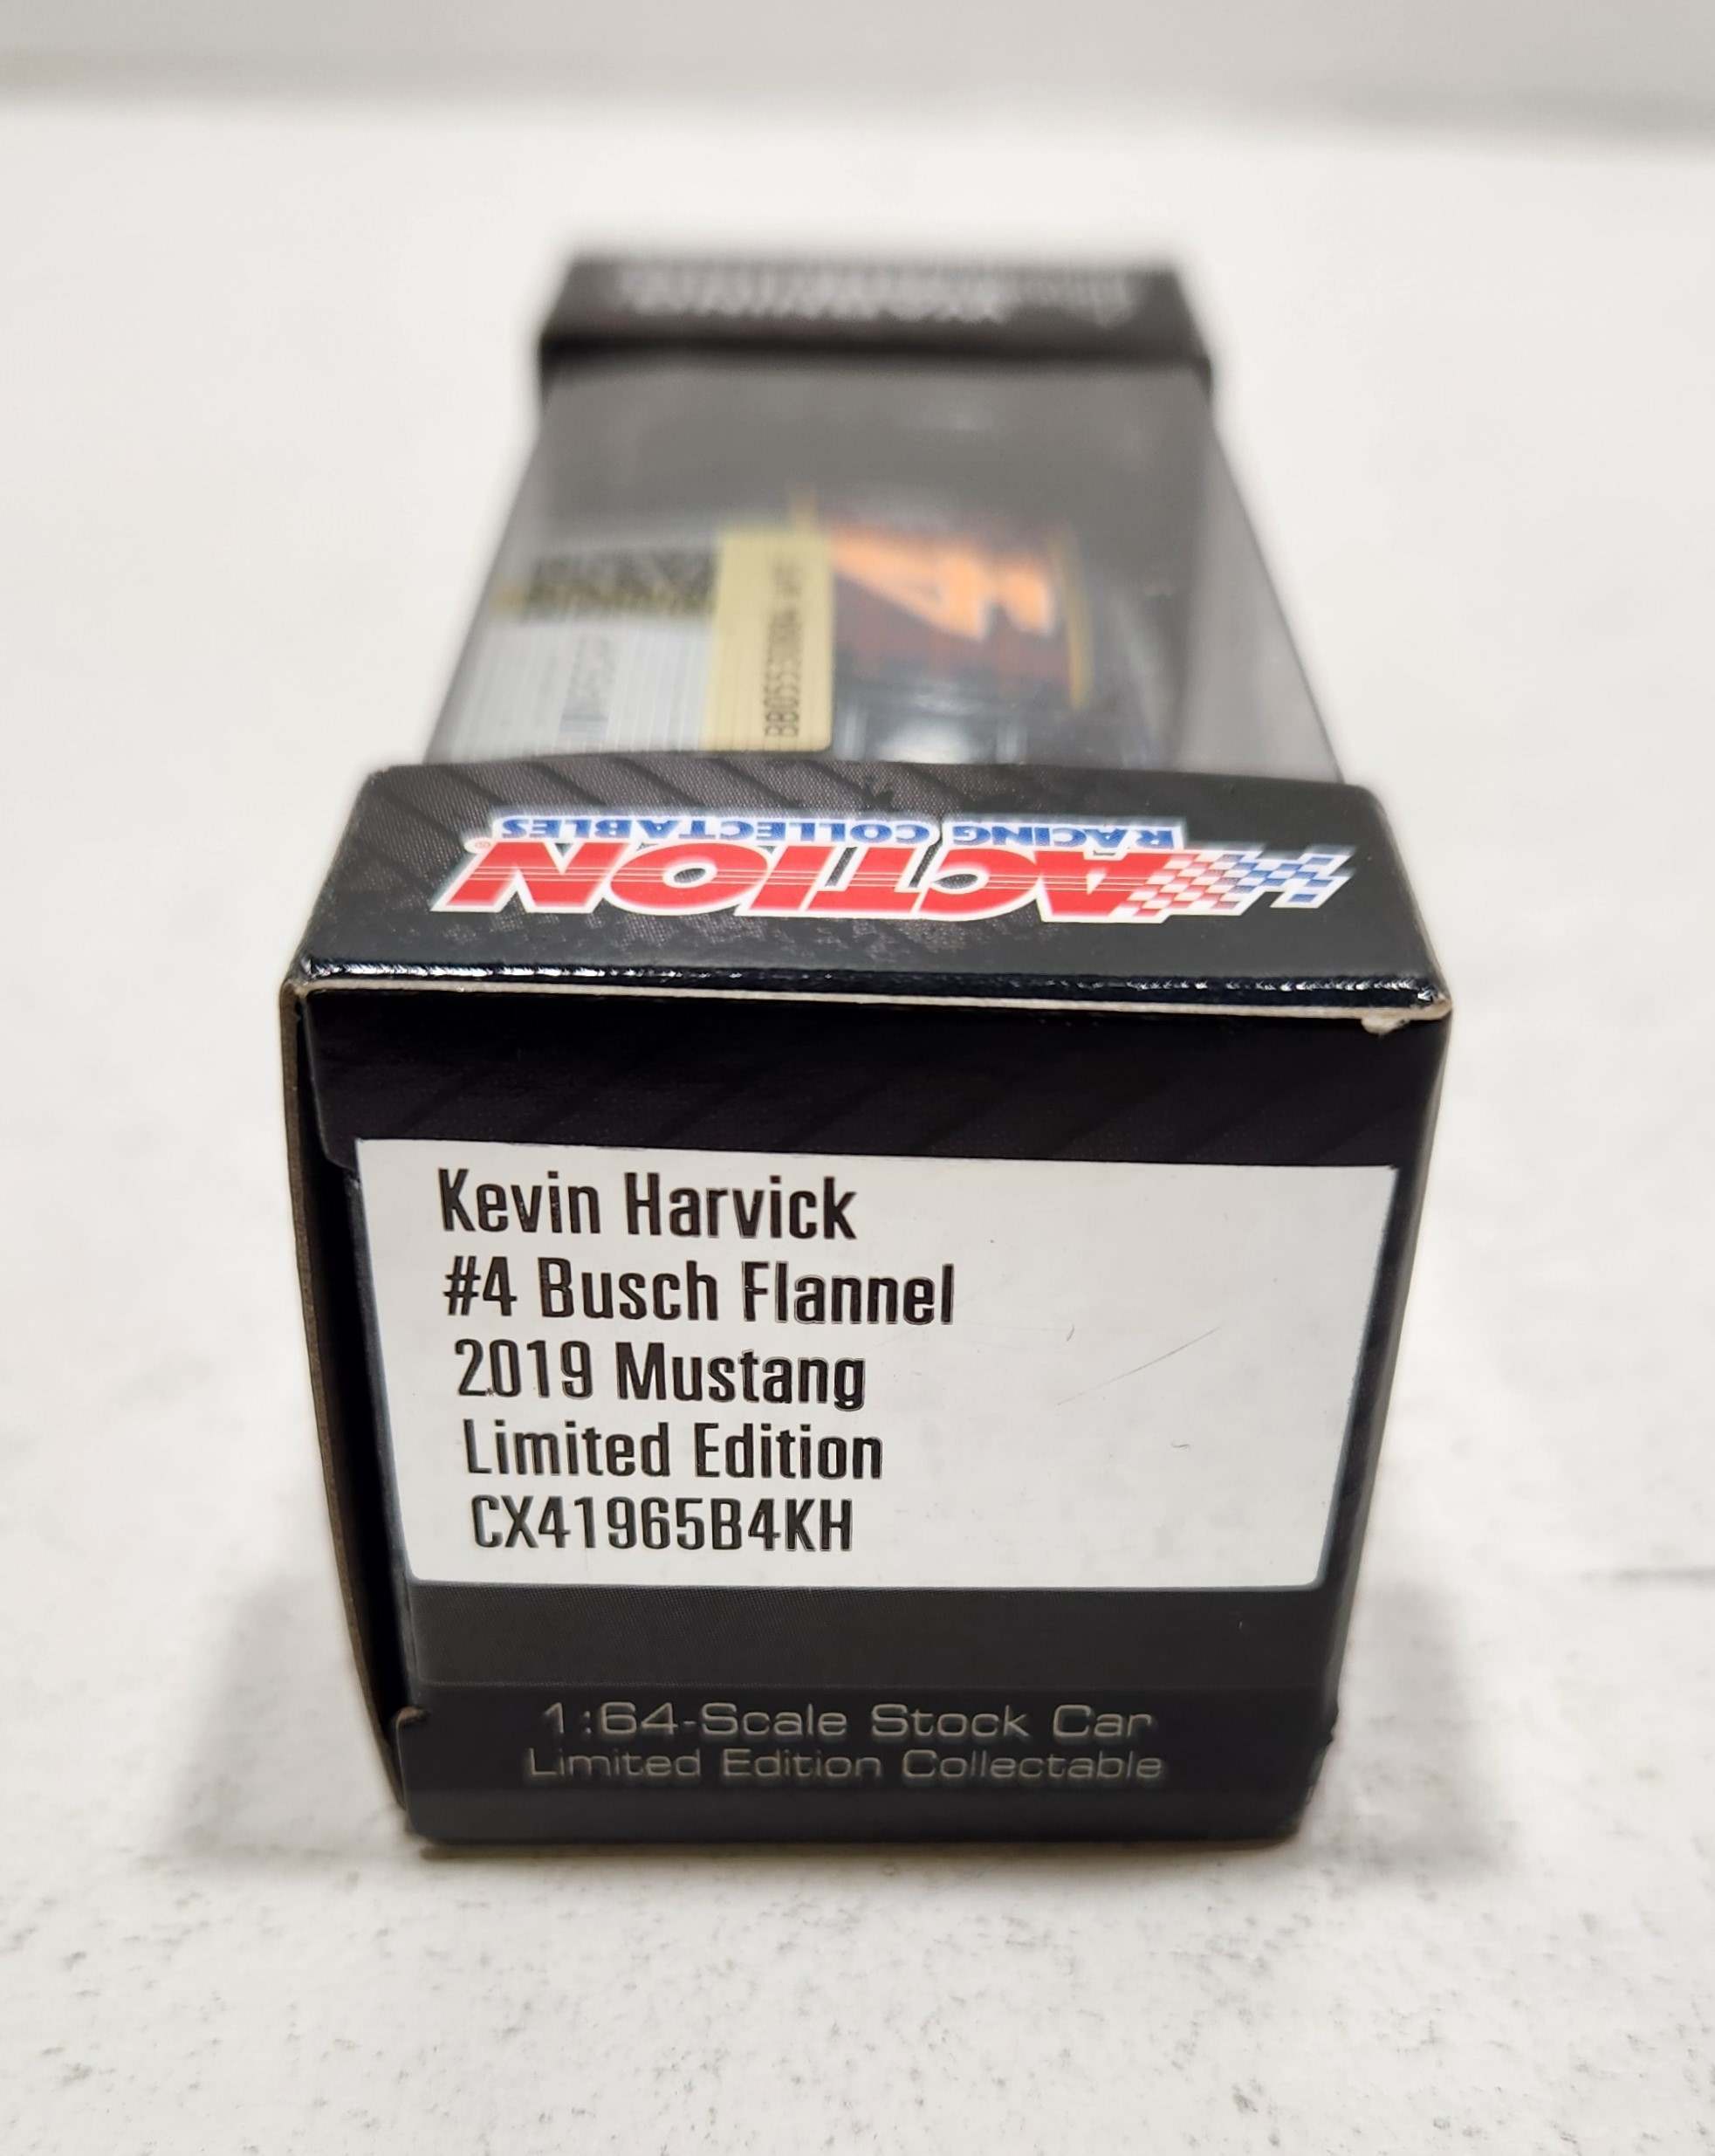 4
ACTION
RACING COLLECTABLES
Kevin Harvick
#4 Busch Flannel
2019 Mustang
Limited Edition
CX41965B4KH
1:64-Scale Stock Car
Limited Edition Collectable